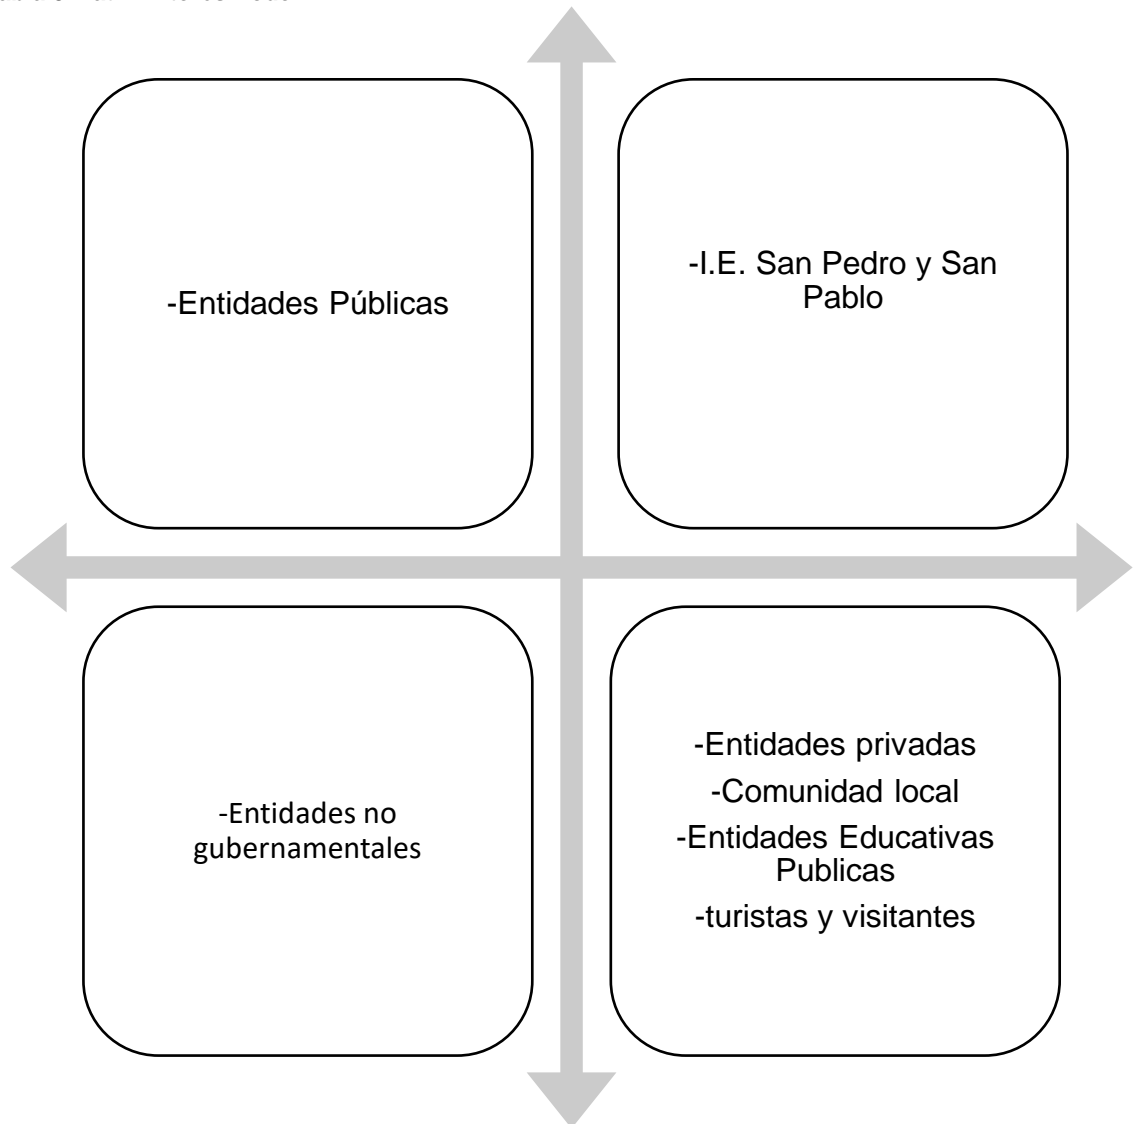 -Entidades Públicas
-I.E. San Pedro y San
Pablo
-Entidades no
gubernamentales
-Entidades privadas
-Comunidad local
-Entidades Educativas
Publicas
-turistas y visitantes